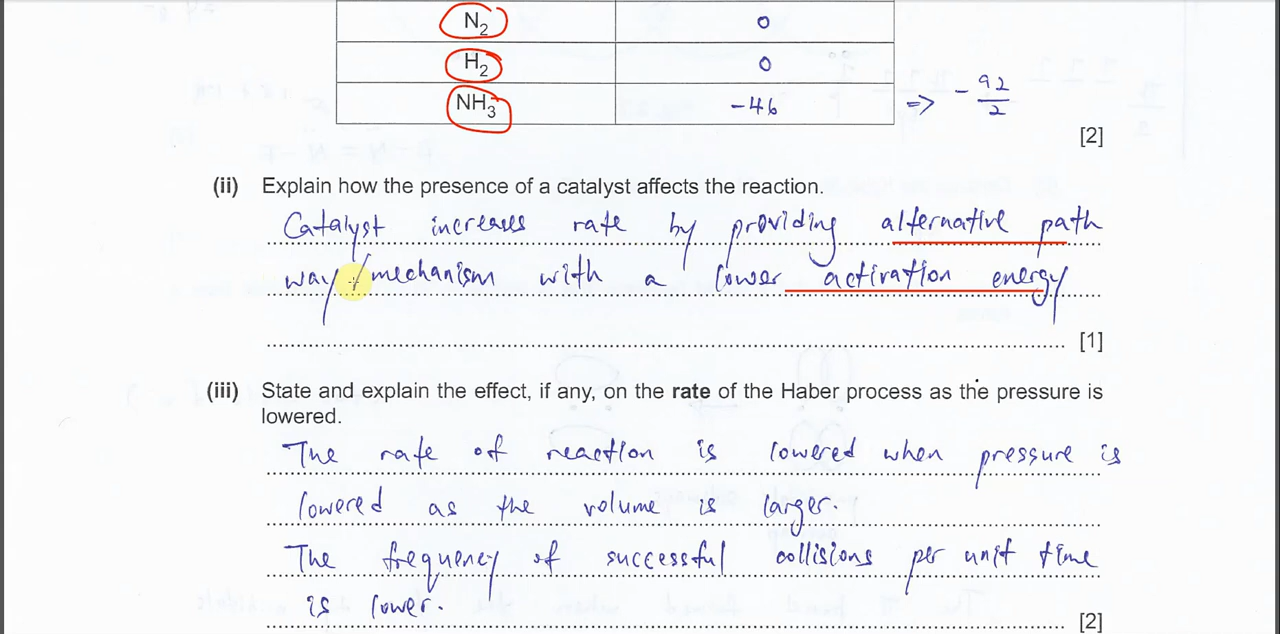 N2 0
H2 0
NH3 -46 => -92/2
[2]
(ii) Explain how the presence of a catalyst affects the reaction.
Catalyst increases rate by providing alternative path
way / mechanism with a lower activation energy
[1]
(iii) State and explain the effect, if any, on the rate of the Haber process as the pressure is
lowered.
The rate of reaction is lowered when pressure is
lowered as the volume is larger.
The frequency of successful collisions per unit time
is lower.
[2]